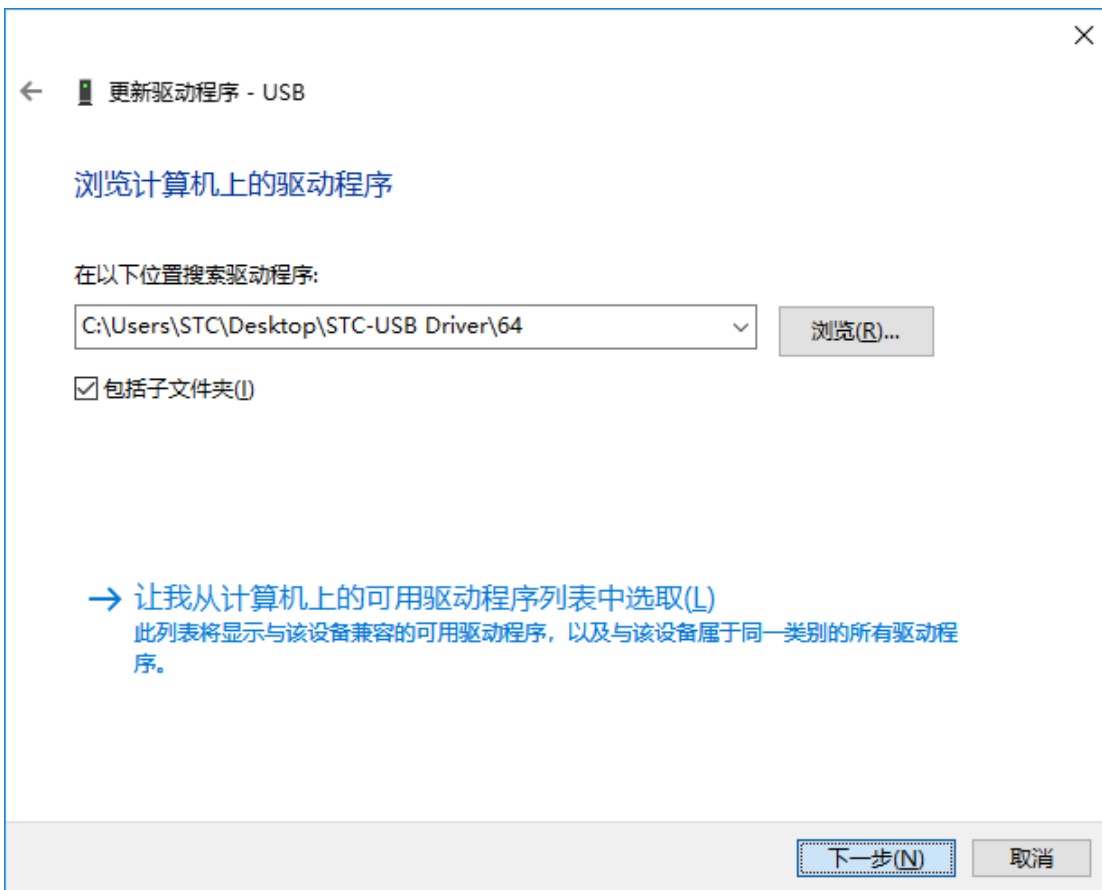 更新驱动程序 - USB
浏览计算机上的驱动程序
在以下位置搜索驱动程序:
C:\Users\STC\Desktop\STC-USB Driver\64
浏览(R)...
包括子文件夹(I)
让我从计算机上的可用驱动程序列表中选取(L)
此列表将显示与该设备兼容的可用驱动程序，以及与该设备属于同一类别的所有驱动程
序。
下一步(N)
取消